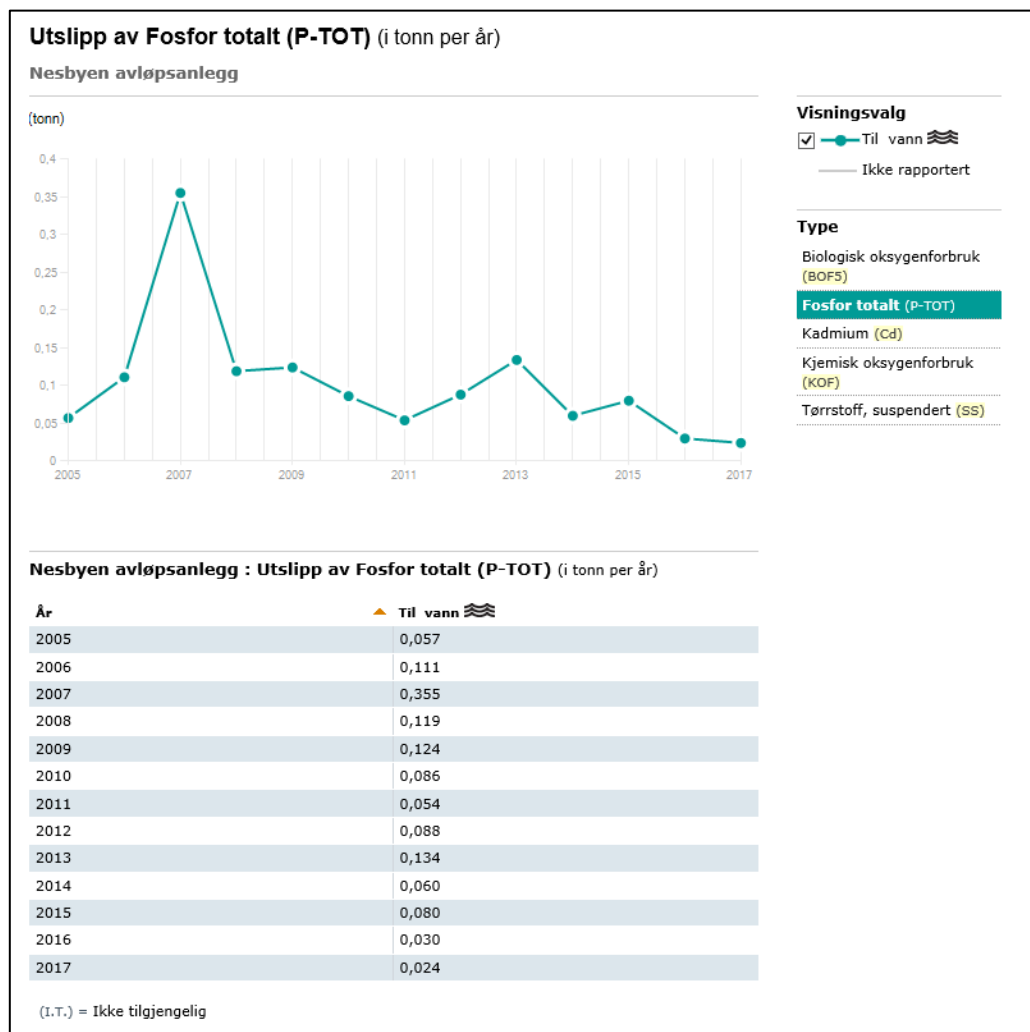 Utslipp av Fosfor totalt (P-TOT) (i tonn per år)
Nesbyen avløpsanlegg
(tonn)
0,4
0,35
0,3
0,25
0,2
0,15
0,1
0,05
0
2005
2007
2009
2011
2013
2015
2017
Visningsvalg
Til vann
Ikke rapportert
Type
Biologisk oksygenforbruk
(BOF5)
Fosfor totalt (P-TOT)
Kadmium (Cd)
Kjemisk oksygenforbruk
(KOF)
Tørrstoff, suspendert (SS)
Nesbyen avløpsanlegg : Utslipp av Fosfor totalt (P-TOT) (i tonn per år)
År Til vann
2005 0,057
2006 0,111
2007 0,355
2008 0,119
2009 0,124
2010 0,086
2011 0,054
2012 0,088
2013 0,134
2014 0,060
2015 0,080
2016 0,030
2017 0,024
(I.T.) = Ikke tilgjengelig